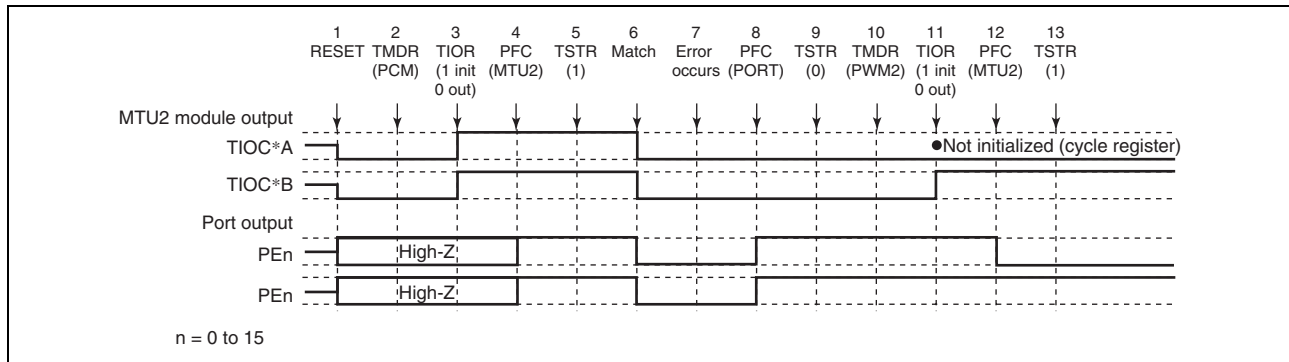 1 2 3 4 5 6 7 8 9 10 11 12 13
RESET TMDR TIOR PFC TSTR Match Error PFC TSTR TMDR TIOR PFC TSTR
(PCM) (1 init (MTU2) (1) occurs (PORT) (0) (PWM2) (1 init (MTU2) (1)
0 out) 0 out)
MTU2 module output
TIOC*A ●Not initialized (cycle register)
TIOC*B
Port output
PEn High-Z
PEn High-Z
n = 0 to 15